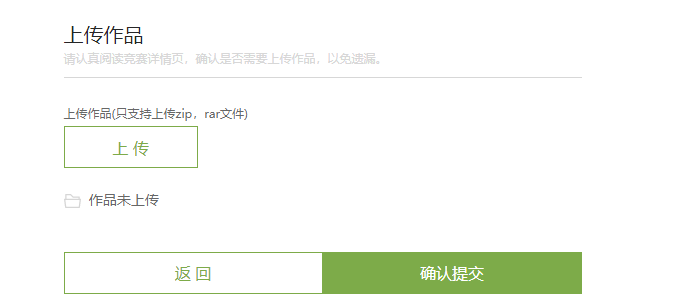 上传作品
请认真阅读竞赛详情页，确认是否需要上传作品，以免遗漏。
上传作品(只支持上传zip，rar文件)
上 传
作品未上传
返 回
确认提交